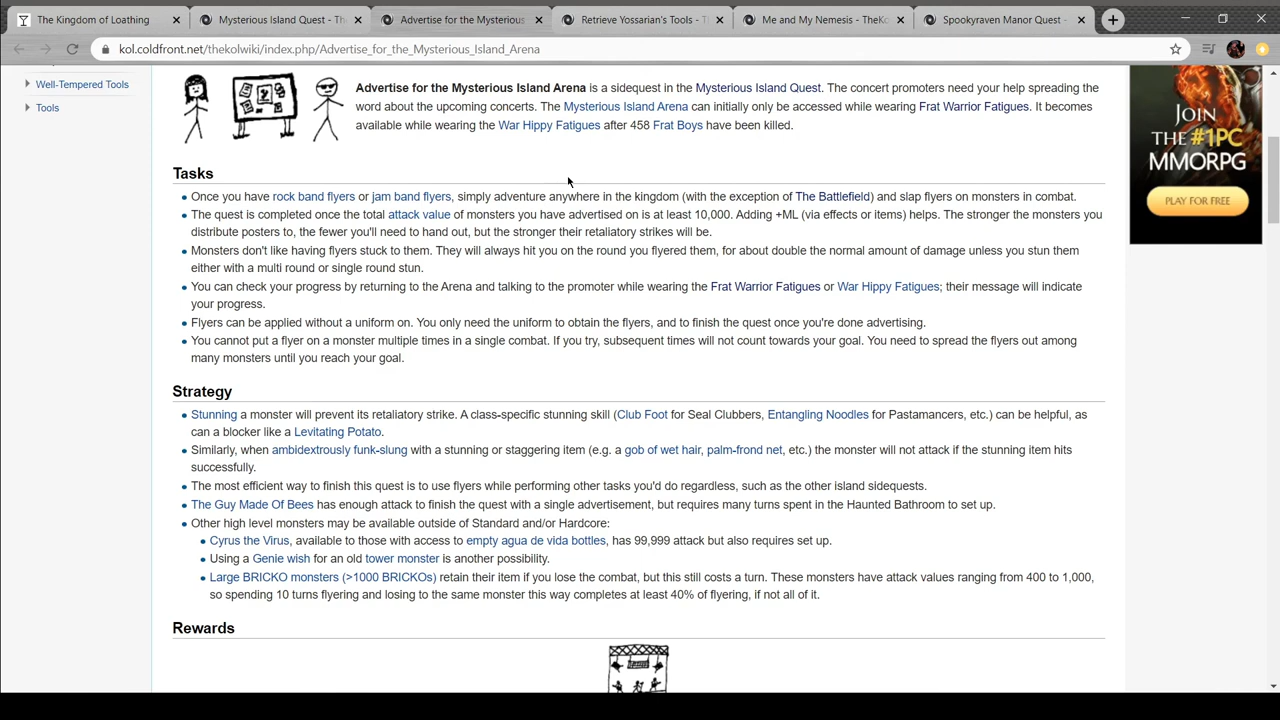 The Kingdom of Loathing
Mysterious Island Quest - The
Advertise for the Mysterious
Retrieve Yossarian's Tools - T
Me and My Nemesis - TheKo
Spookyraven Manor Quest -
kol.coldfront.net/thekolwiki/index.php/Advertise_for_the_Mysterious_Island_Arena
Well-Tempered Tools
Tools
Advertise for the Mysterious Island Arena is a sidequest in the Mysterious Island Quest. The concert promoters need your help spreading the
word about the upcoming concerts. The Mysterious Island Arena can initially only be accessed while wearing Frat Warrior Fatigues. It becomes
available while wearing the War Hippy Fatigues after 458 Frat Boys have been killed.
Tasks
Once you have rock band flyers or jam band flyers, simply adventure anywhere in the kingdom (with the exception of The Battlefield) and slap flyers on monsters in combat.
The quest is completed once the total attack value of monsters you have advertised on is at least 10,000. Adding +ML (via effects or items) helps. The stronger the monsters you
distribute posters to, the fewer you'll need to hand out, but the stronger their retaliatory strikes will be.
Monsters don't like having flyers stuck to them. They will always hit you on the round you flyered them, for about double the normal amount of damage unless you stun them
either with a multi round or single round stun.
You can check your progress by returning to the Arena and talking to the promoter while wearing the Frat Warrior Fatigues or War Hippy Fatigues; their message will indicate
your progress.
Flyers can be applied without a uniform on. You only need the uniform to obtain the flyers, and to finish the quest once you're done advertising.
You cannot put a flyer on a monster multiple times in a single combat. If you try, subsequent times will not count towards your goal. You need to spread the flyers out among
many monsters until you reach your goal.
Strategy
Stunning a monster will prevent its retaliatory strike. A class-specific stunning skill (Club Foot for Seal Clubbers, Entangling Noodles for Pastamancers, etc.) can be helpful, as
can a blocker like a Levitating Potato.
Similarly, when ambidextrously funk-slung with a stunning or staggering item (e.g. a gob of wet hair, palm-frond net, etc.) the monster will not attack if the stunning item hits
successfully.
The most efficient way to finish this quest is to use flyers while performing other tasks you'd do regardless, such as the other island sidequests.
The Guy Made Of Bees has enough attack to finish the quest with a single advertisement, but requires many turns spent in the Haunted Bathroom to set up.
Other high level monsters may be available outside of Standard and/or Hardcore:
Cyrus the Virus, available to those with access to empty agua de vida bottles, has 99,999 attack but also requires set up.
Using a Genie wish for an old tower monster is another possibility.
Large BRICKO monsters (>1000 BRICKOs) retain their item if you lose the combat, but this still costs a turn. These monsters have attack values ranging from 400 to 1,000,
so spending 10 turns flyering and losing to the same monster this way completes at least 40% of flyering, if not all of it.
Rewards
JOIN
THE #1PC
MMORPG
PLAY FOR FREE